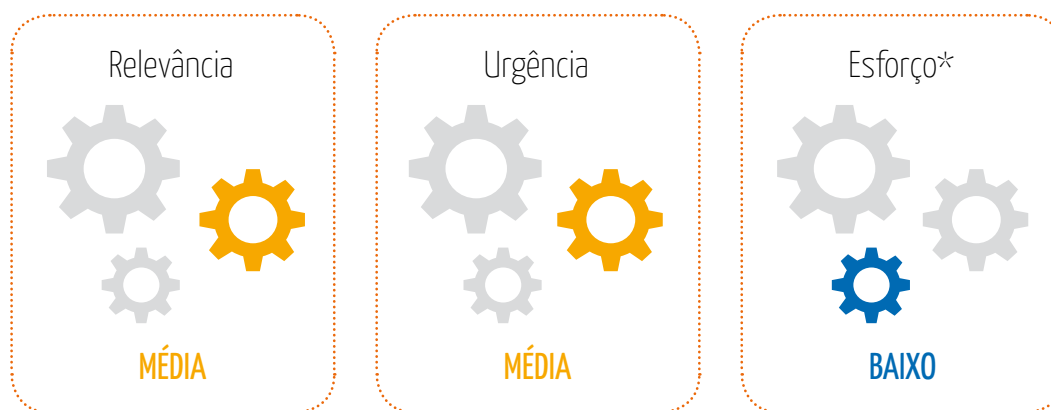 Relevância
MÉDIA
Urgência
MÉDIA
Esforço*
BAIXO